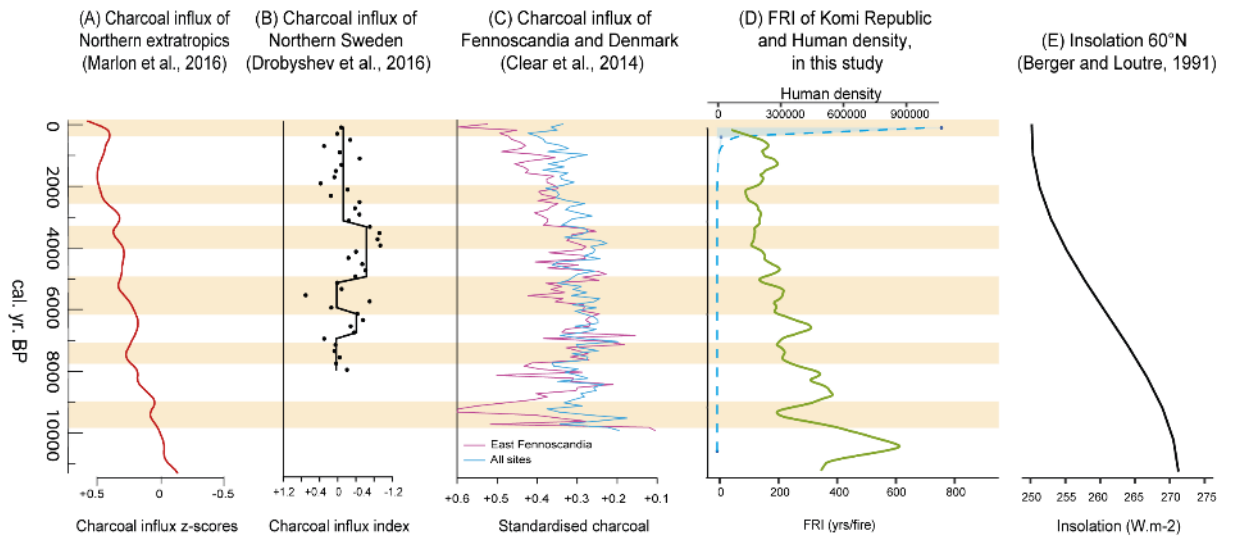 (A) Charcoal influx of
Northern extratropics
(Marlon et al., 2016)
(B) Charcoal influx of
Northern Sweden
(Drobyshev et al., 2016)
(C) Charcoal influx of
Fennoscandia and Denmark
(Clear et al., 2014)
(D) FRI of Komi Republic
and Human density,
in this study
(E) Insolation 60°N
(Berger and Loutre, 1991)
Human density
0 300000 600000 900000
cal. yr. BP
0
2000
4000
6000
8000
10000
East Fennoscandia
All sites
+0.5 0 -0.5
+1.2 +0.4 0 -0.4 -1.2
+0.6 +0.5 +0.4 +0.3 +0.2 +0.1
0 200 400 600 800
250 255 260 265 270 275
Charcoal influx z-scores
Charcoal influx index
Standardised charcoal
FRI (yrs/fire)
Insolation (W.m-2)